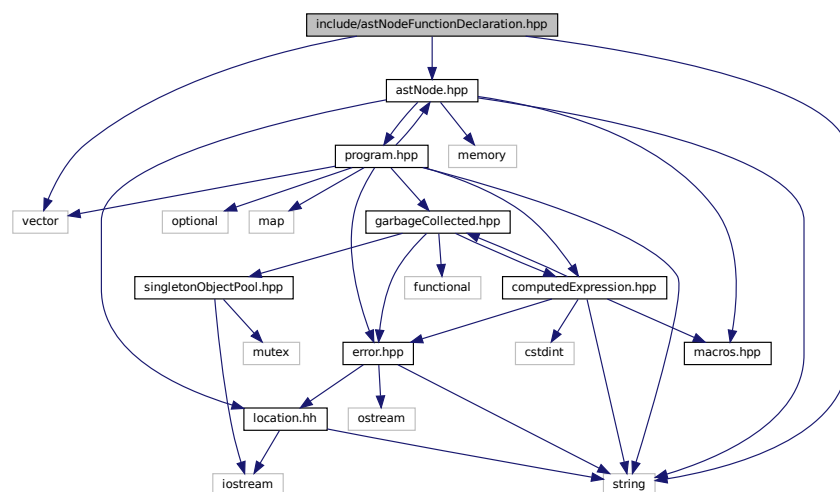 include/astNodeFunctionDeclaration.hpp
astNode.hpp
program.hpp
memory
vector
optional
map
garbageCollected.hpp
singletonObjectPool.hpp
functional
computedExpression.hpp
mutex
error.hpp
cstdint
macros.hpp
location.hh
ostream
iostream
string